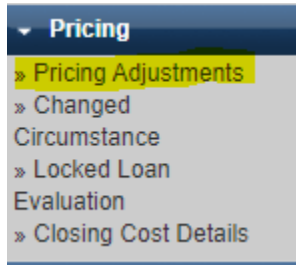 Pricing
» Pricing Adjustments
» Changed
Circumstance
» Locked Loan
Evaluation
» Closing Cost Details